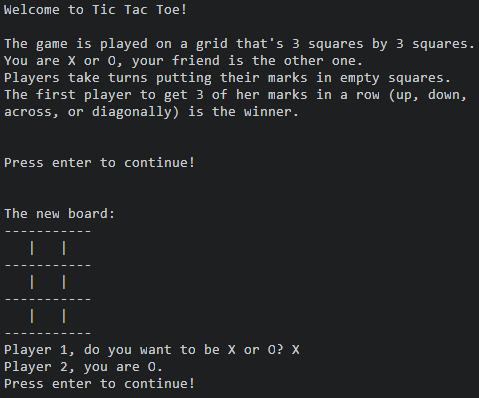 Welcome to Tic Tac Toe!
The game is played on a grid that's 3 squares by 3 squares.
You are X or O, your friend is the other one.
Players take turns putting their marks in empty squares.
The first player to get 3 of her marks in a row (up, down,
across, or diagonally) is the winner.
Press enter to continue!
The new board:
-----------
   |   |
-----------
   |   |
-----------
   |   |
-----------
Player 1, do you want to be X or O? X
Player 2, you are O.
Press enter to continue!